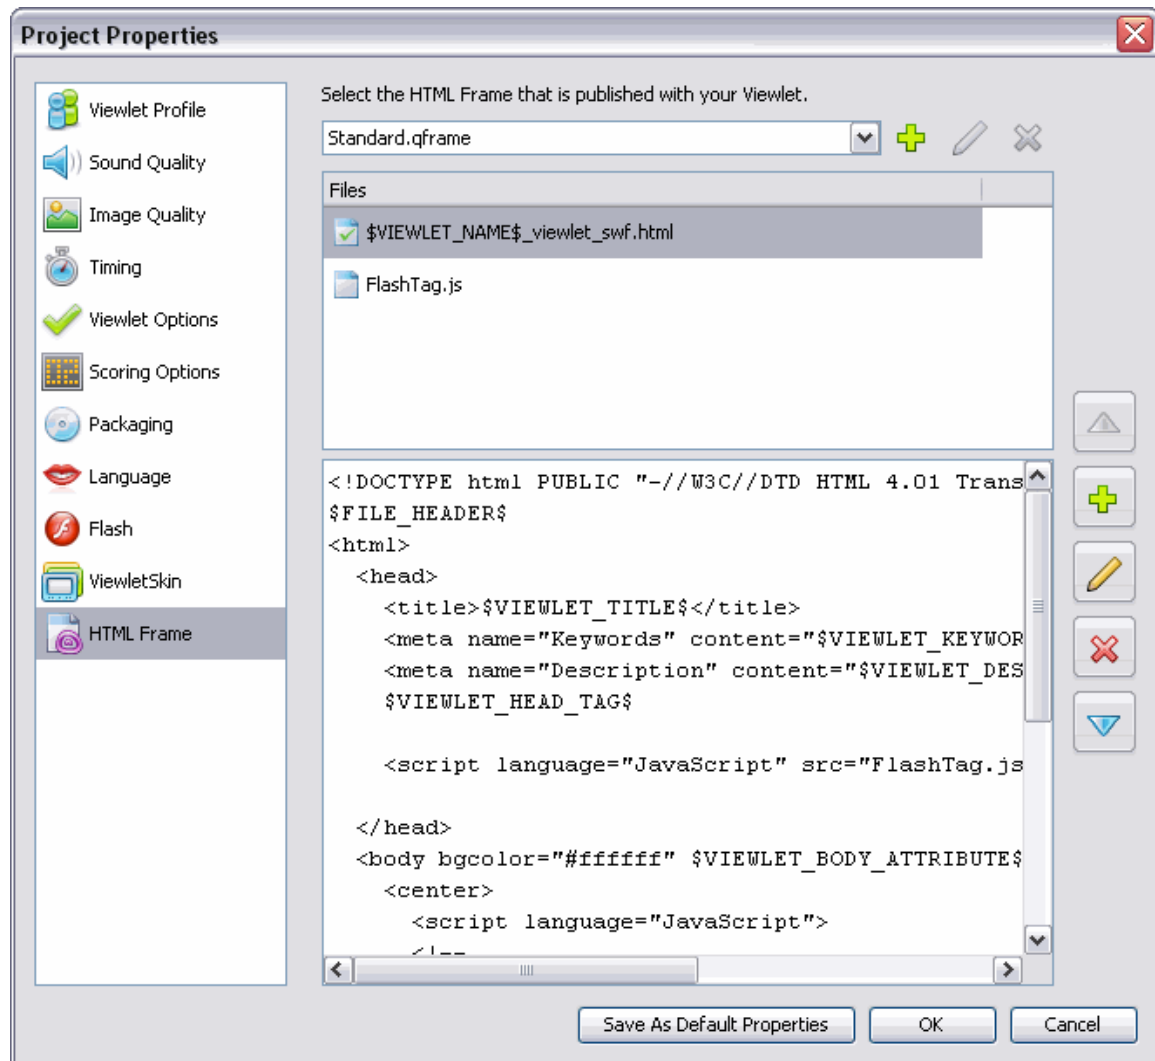 Project Properties
Viewlet Profile
Sound Quality
Image Quality
Timing
Viewlet Options
Scoring Options
Packaging
Language
Flash
ViewletSkin
HTML Frame
Select the HTML Frame that is published with your Viewlet.
Standard.qframe
Files
$VIEWLET_NAME$_viewlet_swf.html
FlashTag.js
<!DOCTYPE html PUBLIC "-//W3C//DTD HTML 4.01 Trans
$FILE_HEADER$
<html>
<head>
<title>$VIEWLET_TITLE$</title>
<meta name="Keywords" content="$VIEWLET_KEYWOR
<meta name="Description" content="$VIEWLET_DES
$VIEWLET_HEAD_TAG$
<script language="JavaScript" src="FlashTag.js
</head>
<body bgcolor="#ffffff" $VIEWLET_BODY_ATTRIBUTE$
<center>
<script language="JavaScript">
<!--
Save As Default Properties
OK
Cancel